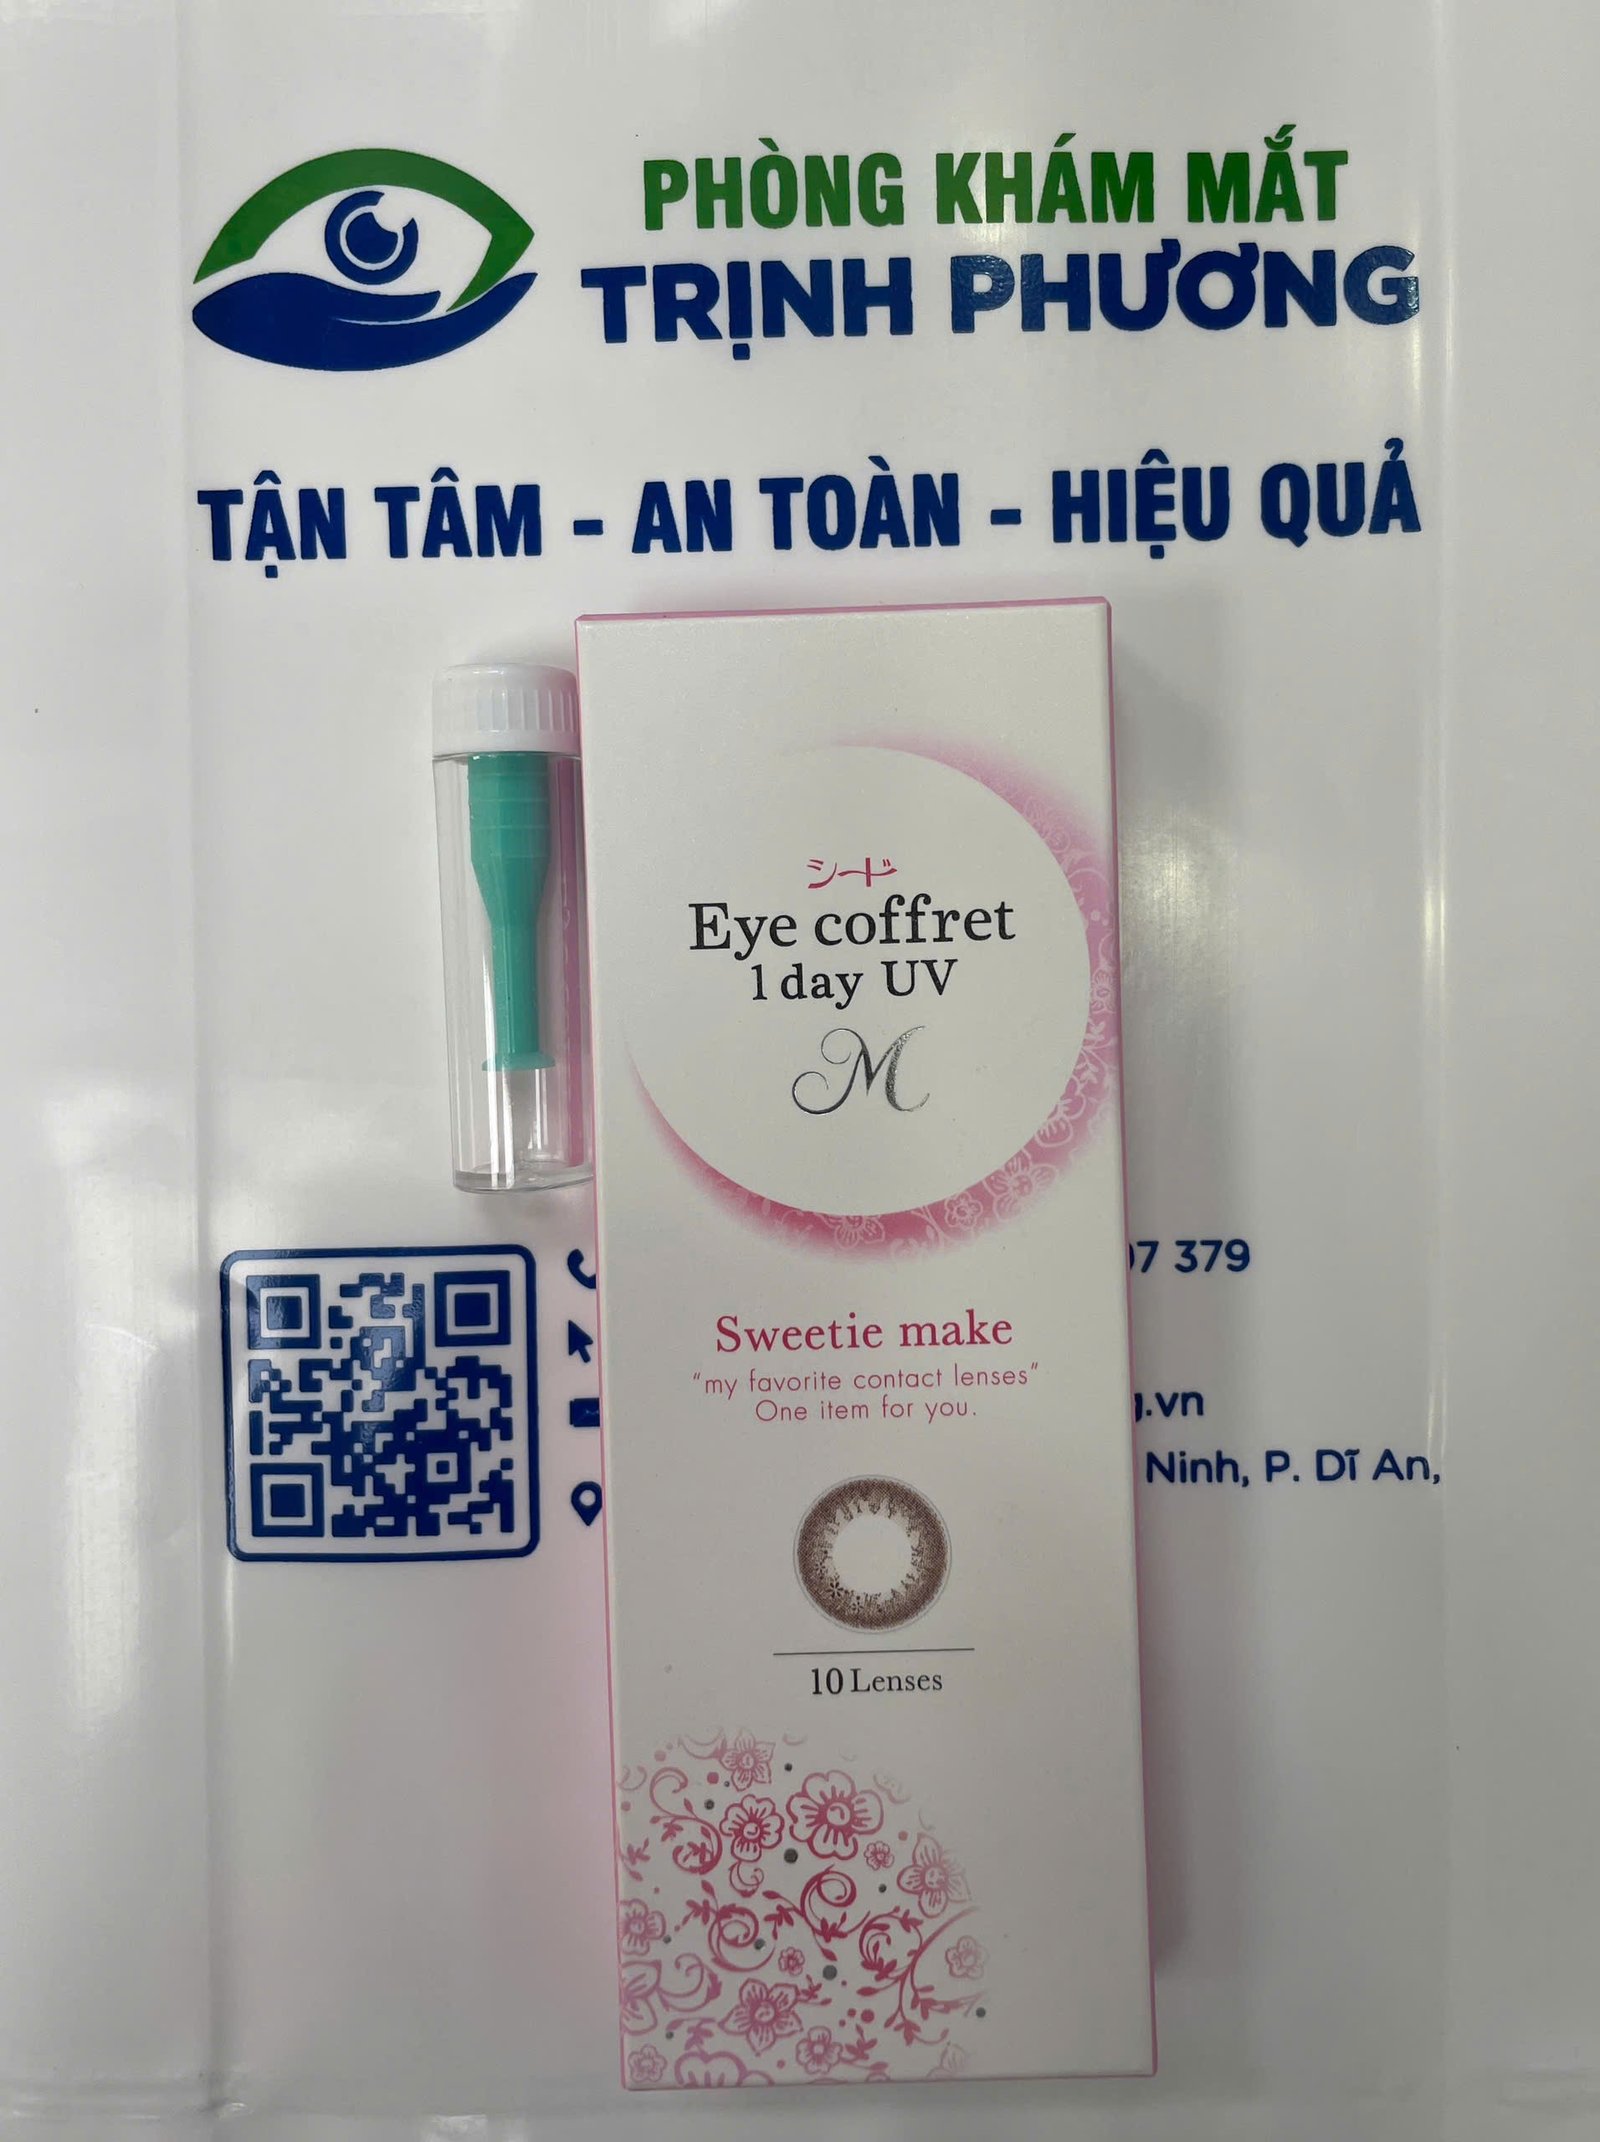 PHÒNG KHÁM MẮT
TRỊNH PHƯƠNG
TẬN TÂM - AN TOÀN - HIỆU QUẢ
シード
Eye coffret
1 day UV
M
Sweetie make
"my favorite contact lenses"
One item for you.
10 Lenses
7 379
.vn
Ninh, P. Dĩ An,